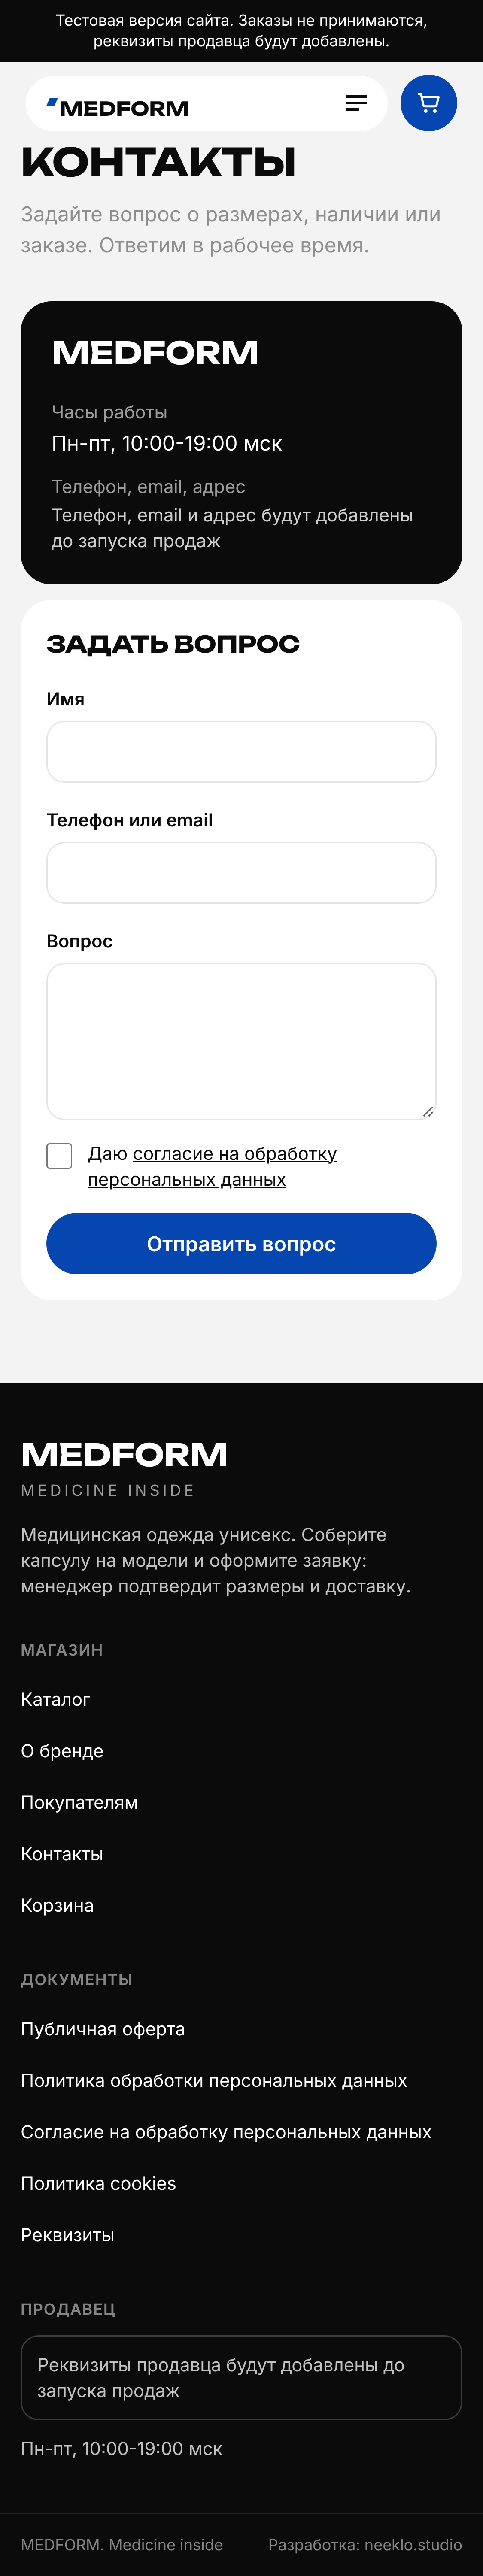 Тестовая версия сайта. Заказы не принимаются,
реквизиты продавца будут добавлены.
MEDFORM
КОНТАКТЫ
Задайте вопрос о размерах, наличии или
заказе. Ответим в рабочее время.
MEDFORM
Часы работы
Пн-пт, 10:00-19:00 мск
Телефон, email, адрес
Телефон, email и адрес будут добавлены
до запуска продаж
ЗАДАТЬ ВОПРОС
Имя
Телефон или email
Вопрос
Даю согласие на обработку
персональных данных
Отправить вопрос
MEDFORM
MEDICINE INSIDE
Медицинская одежда унисекс. Соберите
капсулу на модели и оформите заявку:
менеджер подтвердит размеры и доставку.
МАГАЗИН
Каталог
О бренде
Покупателям
Контакты
Корзина
ДОКУМЕНТЫ
Публичная оферта
Политика обработки персональных данных
Согласие на обработку персональных данных
Политика cookies
Реквизиты
ПРОДАВЕЦ
Реквизиты продавца будут добавлены до
запуска продаж
Пн-пт, 10:00-19:00 мск
MEDFORM. Medicine inside
Разработка: neeklo.studio